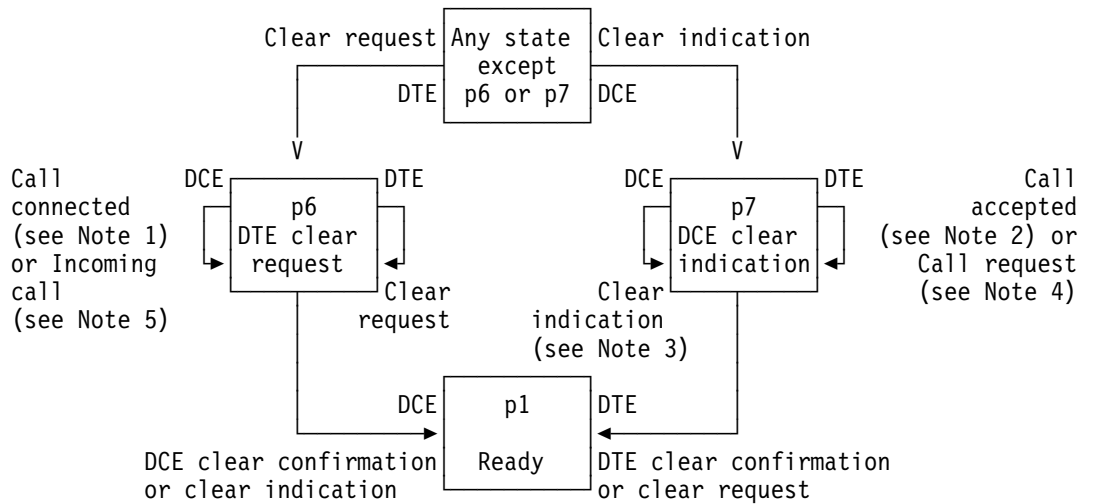 Clear request
Any state
except
p6 or p7
Clear indication
DTE
DCE
V
V
Call
connected
(see Note 1)
or Incoming
call
(see Note 5)
DCE
DTE
p6
DTE clear
request
Clear
request
DCE
DTE
p7
DCE clear
indication
Clear
indication
(see Note 3)
Call
accepted
(see Note 2) or
Call request
(see Note 4)
DCE
p1
Ready
DTE
DCE clear confirmation
or clear indication
DTE clear confirmation
or clear request